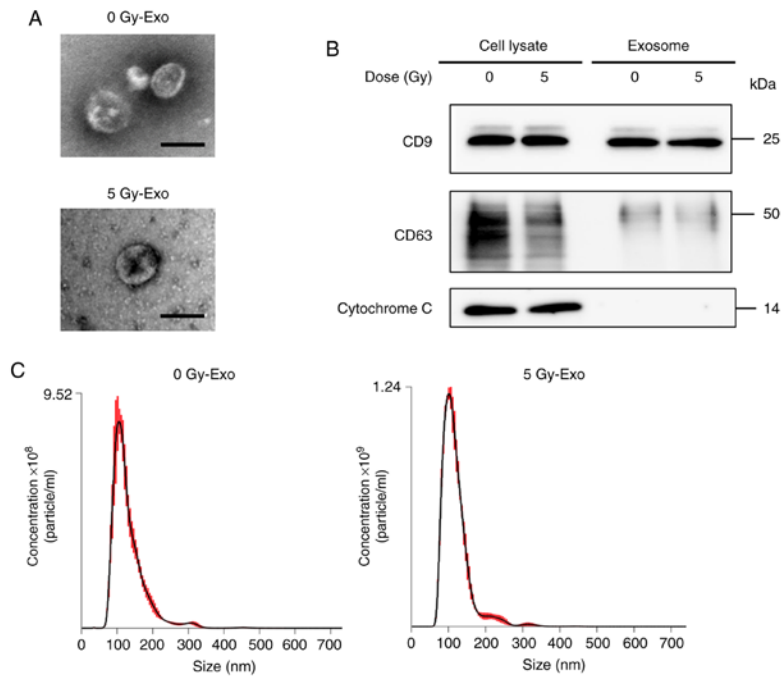 A
0 Gy-Exo
5 Gy-Exo
B
Cell lysate Exosome
Dose (Gy) 0 5 0 5 kDa
CD9 25
CD63 50
Cytochrome C 14
C
0 Gy-Exo
9.52
Concentration ×10⁸
(particle/ml)
0 100 200 300 400 500 600 700
Size (nm)
5 Gy-Exo
1.24
Concentration ×10⁹
(particle/ml)
0 100 200 300 400 500 600 700
Size (nm)